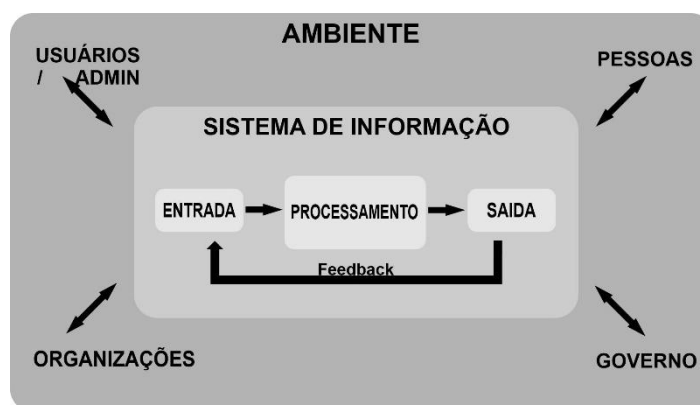 AMBIENTE
USUÁRIOS
/ ADMIN
PESSOAS
SISTEMA DE INFORMAÇÃO
ENTRADA
PROCESSAMENTO
SAIDA
Feedback
ORGANIZAÇÕES
GOVERNO